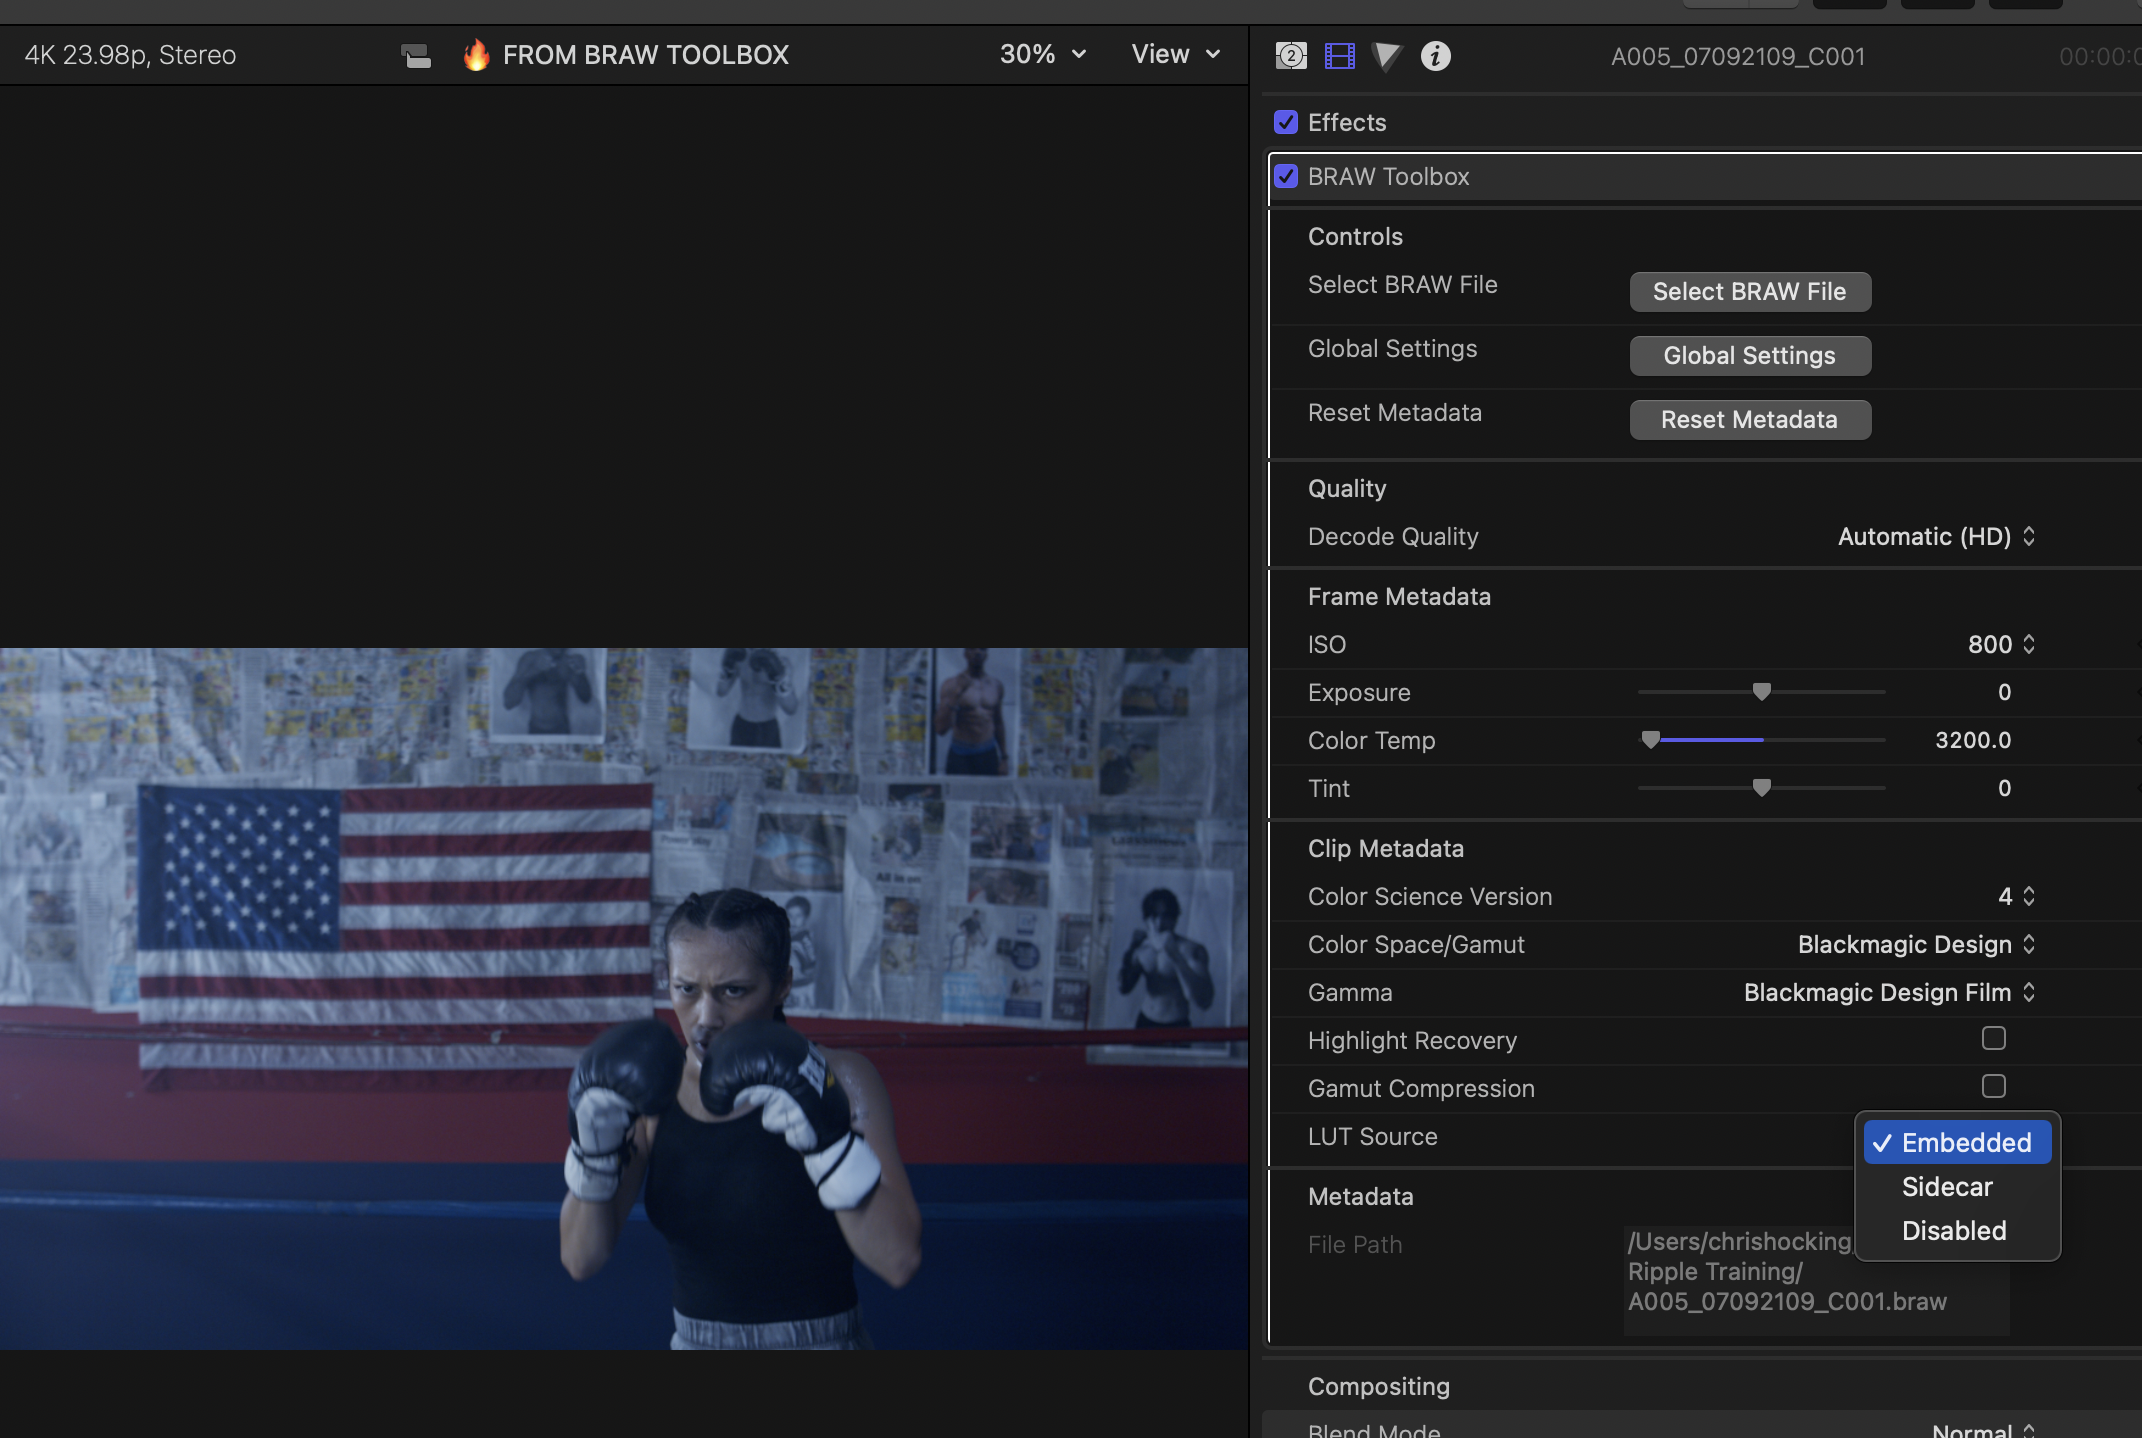 4K 23.98p, Stereo
🔥 FROM BRAW TOOLBOX
30%
View
2
A005_07092109_C001
00:00:0
Effects
BRAW Toolbox
Controls
Select BRAW File
Select BRAW File
Global Settings
Global Settings
Reset Metadata
Reset Metadata
Quality
Decode Quality
Automatic (HD)
Frame Metadata
ISO
800
Exposure
0
Color Temp
3200.0
Tint
0
Clip Metadata
Color Science Version
4
Color Space/Gamut
Blackmagic Design
Gamma
Blackmagic Design Film
Highlight Recovery
Gamut Compression
LUT Source
Embedded
Sidecar
Disabled
Metadata
File Path
/Users/chrishocking
Ripple Training/
A005_07092109_C001.braw
Compositing
Blend Mode
Normal